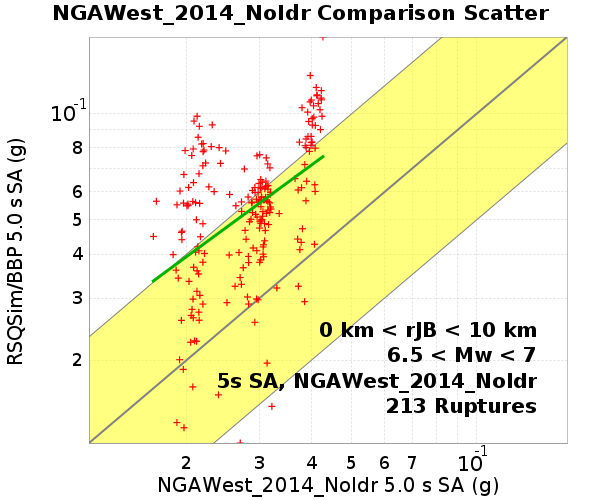 NGAWest_2014_NoIdr Comparison Scatter
RSQSim/BBP 5.0 s SA (g)
10-1
8
6
5
4
3
2
0 km < rJB < 10 km
6.5 < Mw < 7
5s SA, NGAWest_2014_NoIdr
213 Ruptures
2 3 4 5 6 7 10-1
NGAWest_2014_NoIdr 5.0 s SA (g)